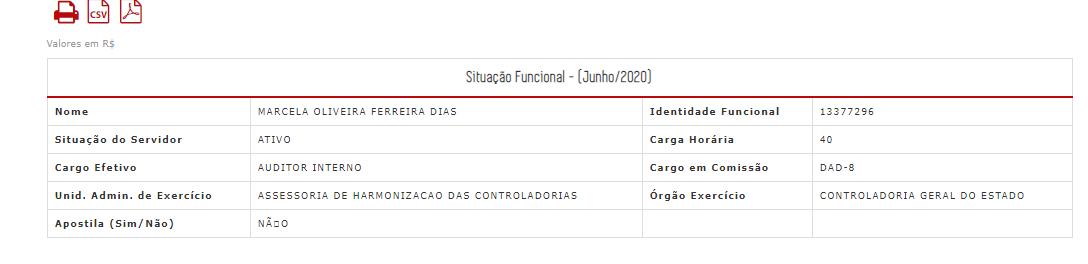 CSV
Valores em R$
Situação Funcional - (Junho/2020)
Nome MARCELA OLIVEIRA FERREIRA DIAS Identidade Funcional 13377296
Situação do Servidor ATIVO Carga Horária 40
Cargo Efetivo AUDITOR INTERNO Cargo em Comissão DAD-8
Unid. Admin. de Exercício ASSESSORIA DE HARMONIZACAO DAS CONTROLADORIAS Órgão Exercício CONTROLADORIA GERAL DO ESTADO
Apostila (Sim/Não) NÃ□O